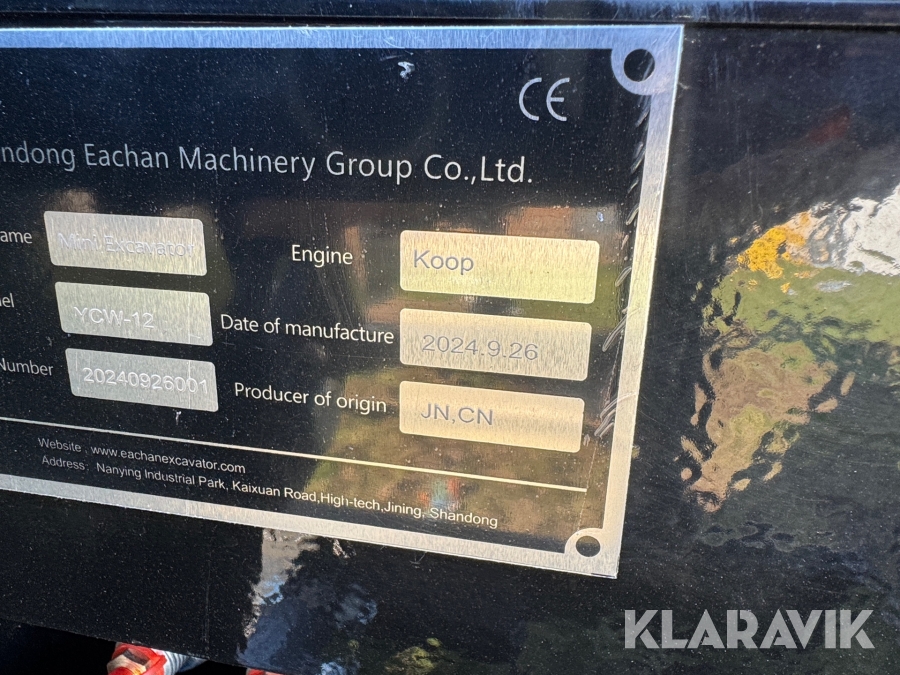 KLARAVIK
CE
ndong Eachan Machinery Group Co.,Ltd.
ame Mini Excavator Engine Koop
el YCW-12 Date of manufacture 2024.9.26
Number 20240926001 Producer of origin JN,CN
Website : www.eachanexcavator.com
Address : Nanying Industrial Park, Kaixuan Road,High-tech,Jining, Shandong
KLARAVIK